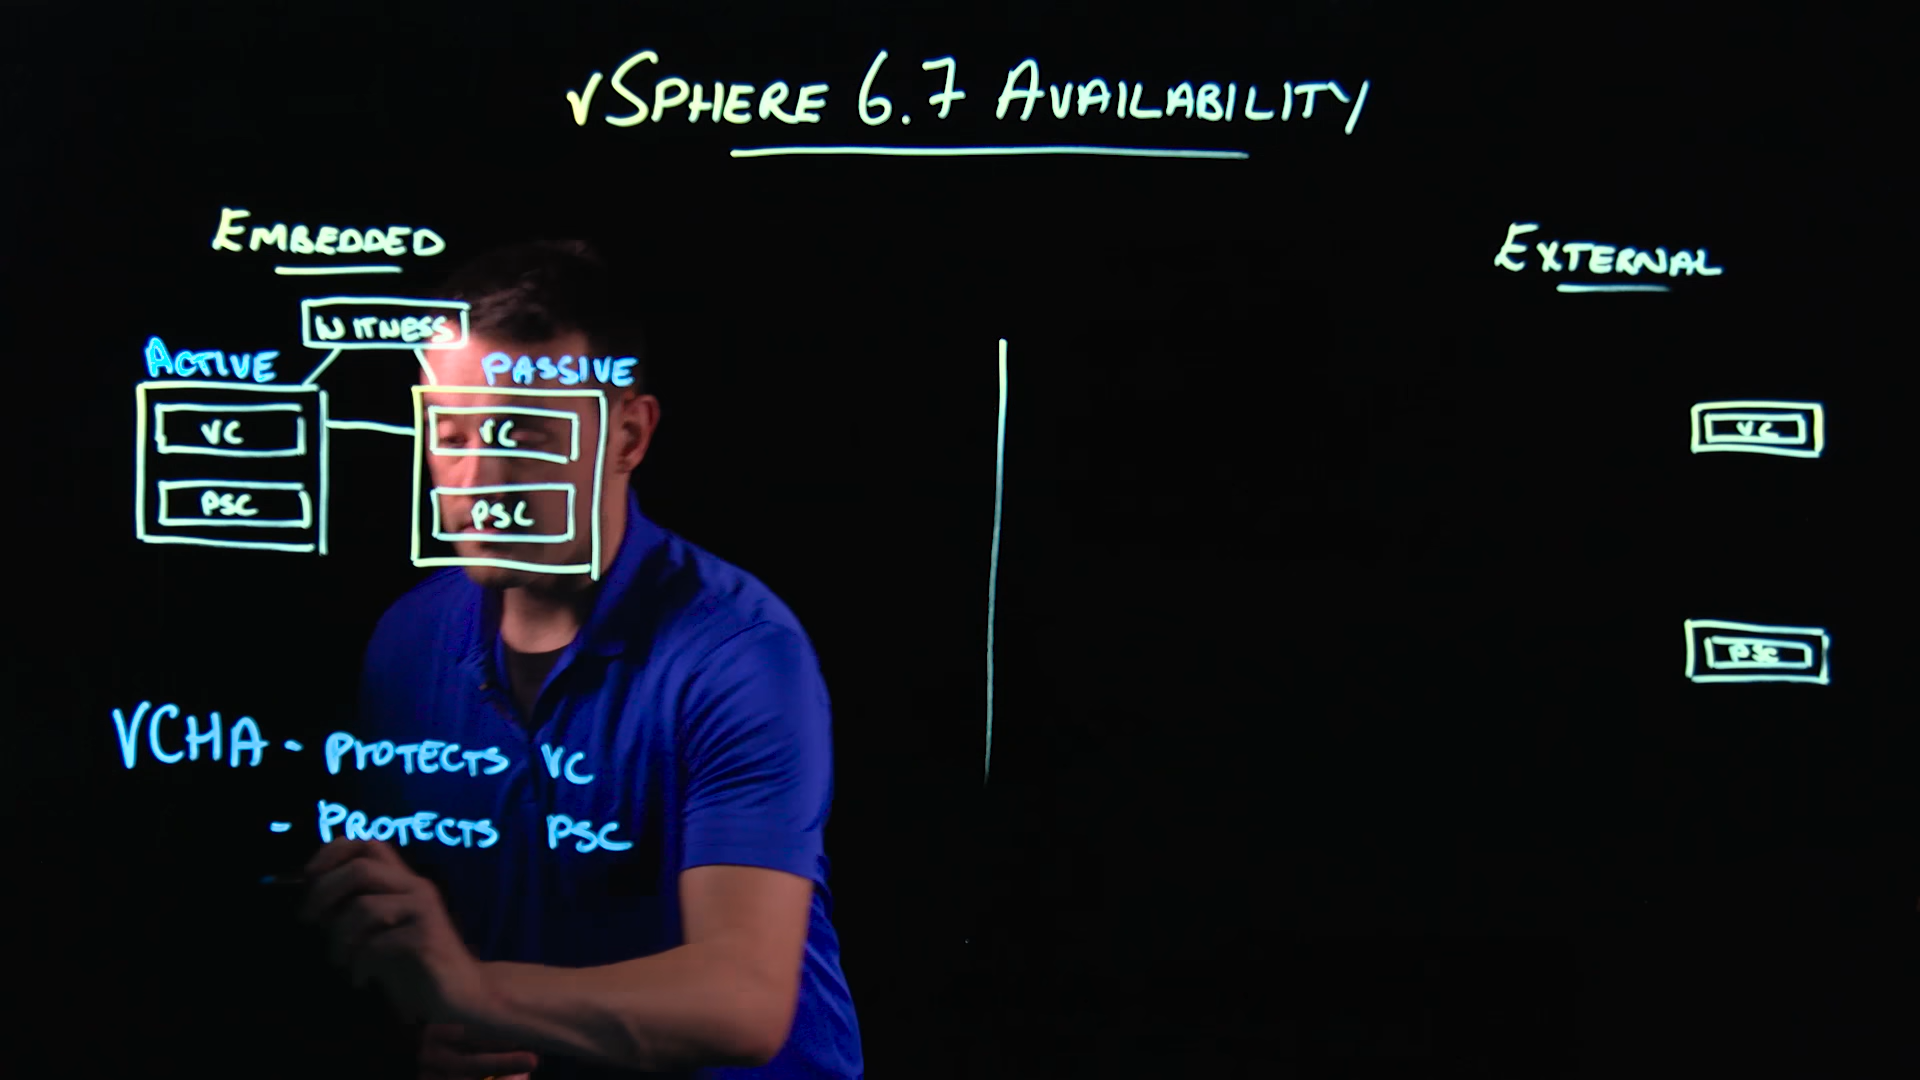 vSPHERE 6.7 AVAILABILITY
EMBEDDED
WITNESS
ACTIVE
PASSIVE
VC
VC
PSC
PSC
VCHA - PROTECTS VC
- PROTECTS PSC
EXTERNAL
VC
PSC